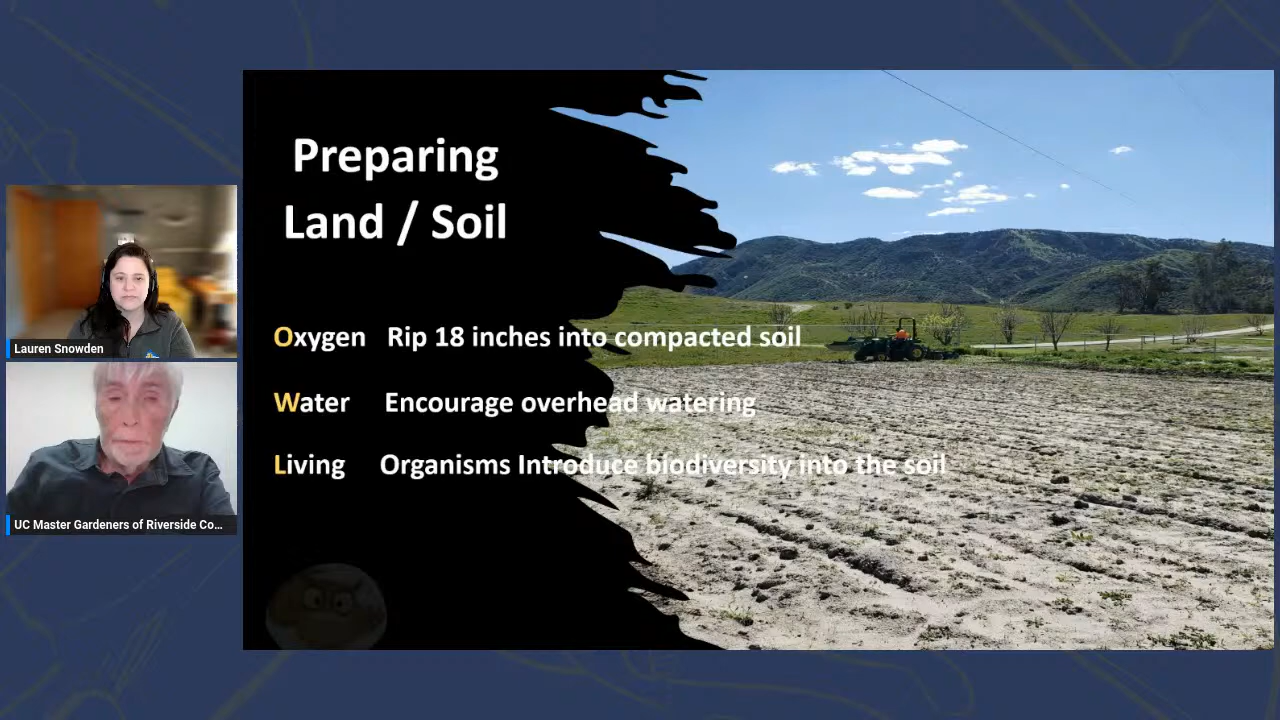 Preparing
Land / Soil
Oxygen Rip 18 inches into compacted soil
Water Encourage overhead watering
Living Organisms Introduce biodiversity into the soil
Lauren Snowden
UC Master Gardeners of Riverside Co...